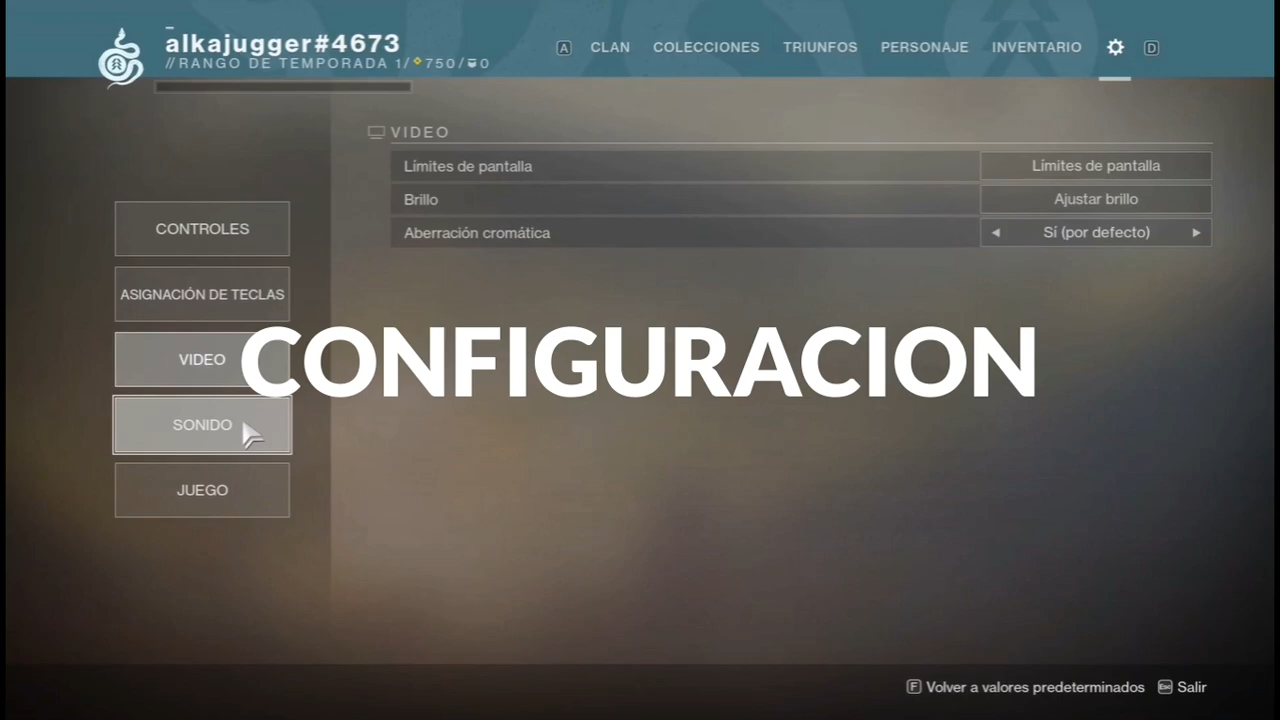 alkajugger#4673
//RANGO DE TEMPORADA 1/750/0
A CLAN COLECCIONES TRIUNFOS PERSONAJE INVENTARIO D
VIDEO
Límites de pantalla Límites de pantalla
Brillo Ajustar brillo
Aberración cromática Sí (por defecto)
CONTROLES
ASIGNACIÓN DE TECLAS
VIDEO
CONFIGURACION
SONIDO
JUEGO
F Volver a valores predeterminados Esc Salir